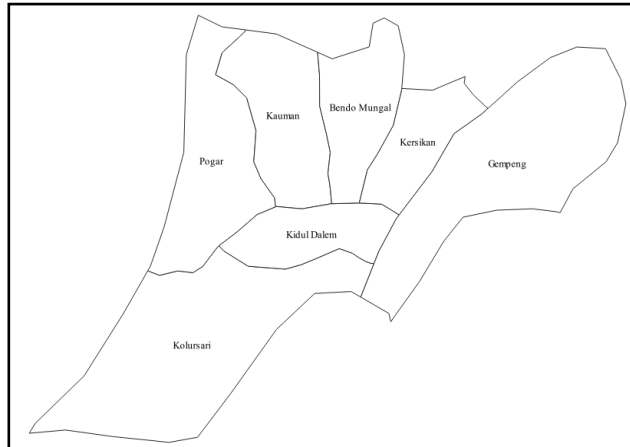 Bendo Mungal
Kauman
Kersikan
Pogar
Gempeng
Kidul Dalem
Kolursari